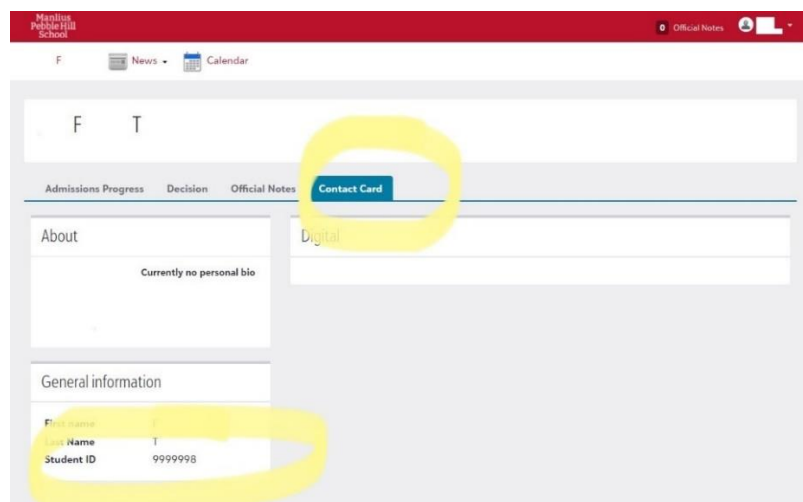 Manlius
Pebble Hill
School
0 Official Notes
F News Calendar
F T
Admissions Progress Decision Official Notes Contact Card
About
Digital
Currently no personal bio
General information
First name
Last Name T
Student ID 9999998